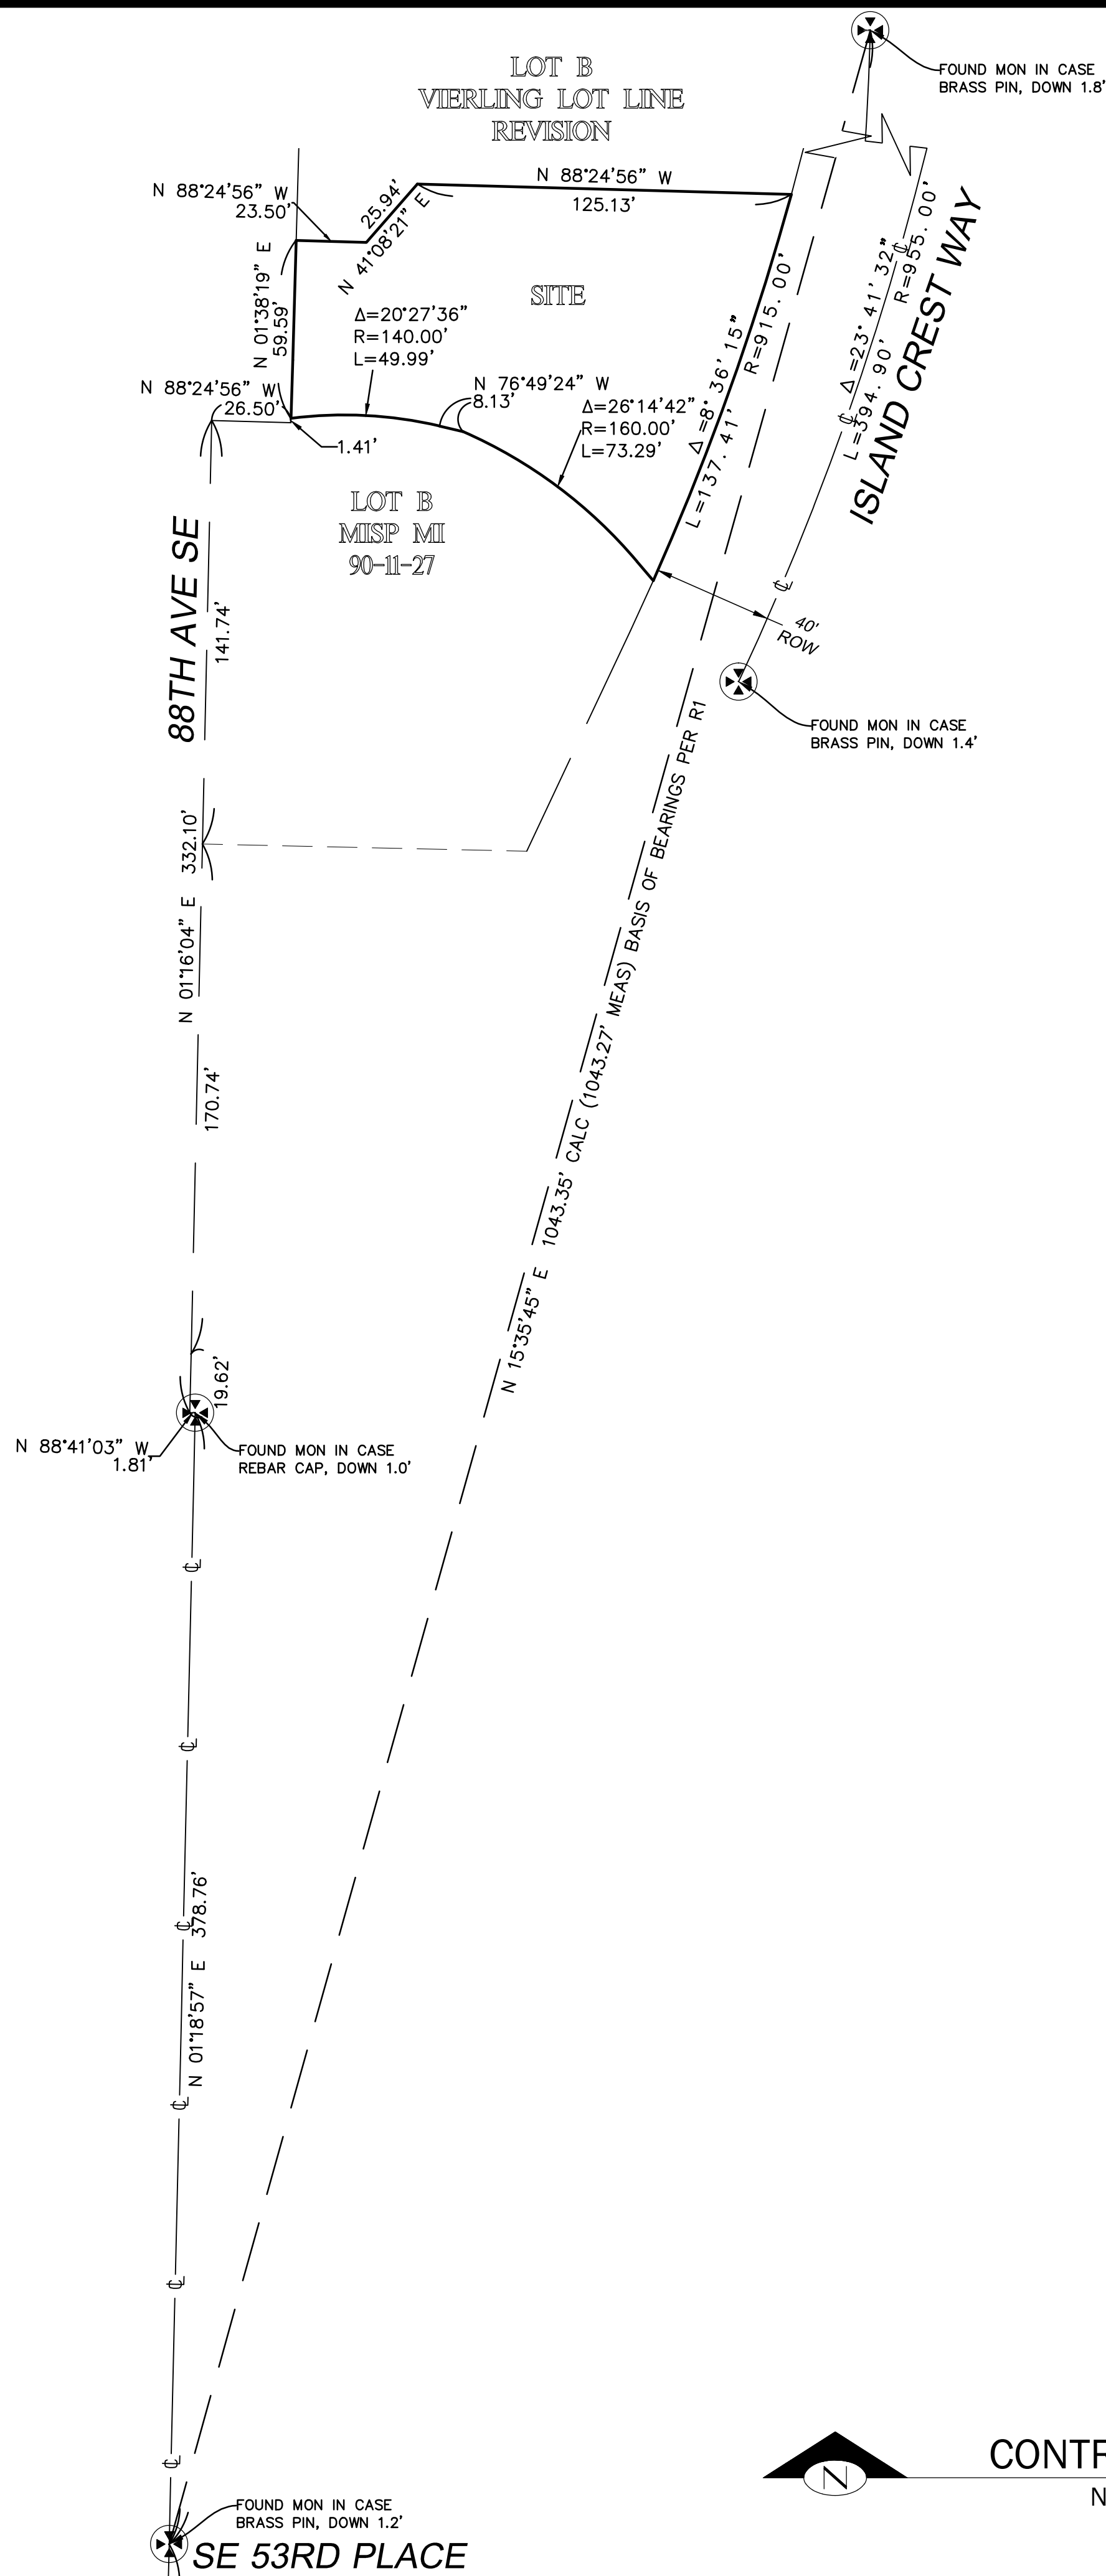 FOUND MON IN CASE
BRASS PIN, DOWN 1.8'
LOT B
VIERLING LOT LINE
REVISION
N 88°24'56" W
23.50'
25.94'
N 41°08'21" E
N 88°24'56" W
125.13'
N 01°38'19" E
59.59'
SITE
Δ=20°27'36"
R=140.00'
L=49.99'
N 88°24'56" W
26.50'
1.41'
N 76°49'24" W
8.13'
Δ=26°14'42"
R=160.00'
L=73.29'
L=137.41' Δ=8°36'15"
R=915.00'
L=394.90' Δ=23°41'32"
R=955.00'
ISLAND CREST WAY
LOT B
MISP MI
90-11-27
40'
ROW
FOUND MON IN CASE
BRASS PIN, DOWN 1.4'
88TH AVE SE
141.74'
N 01°16'04" E 332.10'
170.74'
N 15°35'45" E 1043.35' CALC (1043.27' MEAS) BASIS OF BEARINGS PER R1
19.62'
N 88°41'03" W
1.81'
FOUND MON IN CASE
REBAR CAP, DOWN 1.0'
N 01°18'57" E 378.76'
FOUND MON IN CASE
BRASS PIN, DOWN 1.2'
SE 53RD PLACE
N
CONTR
N